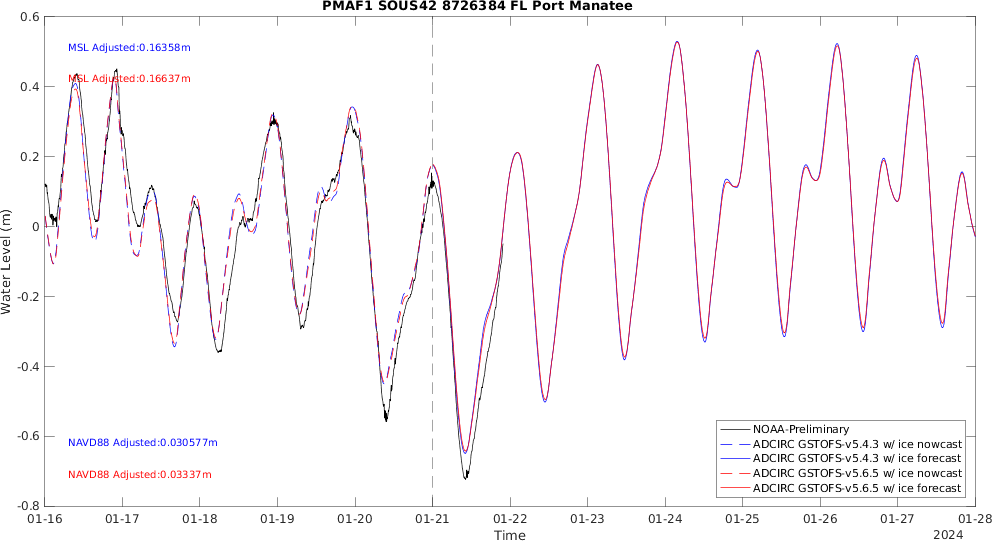 PMAF1 SOUS42 8726384 FL Port Manatee
0.6
0.4
0.2
0
-0.2
-0.4
-0.6
-0.8
Water Level (m)
MSL Adjusted:0.16358m
MSL Adjusted:0.16637m
NAVD88 Adjusted:0.030577m
NAVD88 Adjusted:0.03337m
NOAA-Preliminary
ADCIRC GSTOFS-v5.4.3 w/ ice nowcast
ADCIRC GSTOFS-v5.4.3 w/ ice forecast
ADCIRC GSTOFS-v5.6.5 w/ ice nowcast
ADCIRC GSTOFS-v5.6.5 w/ ice forecast
01-16 01-17 01-18 01-19 01-20 01-21 01-22 01-23 01-24 01-25 01-26 01-27 01-28
Time
2024